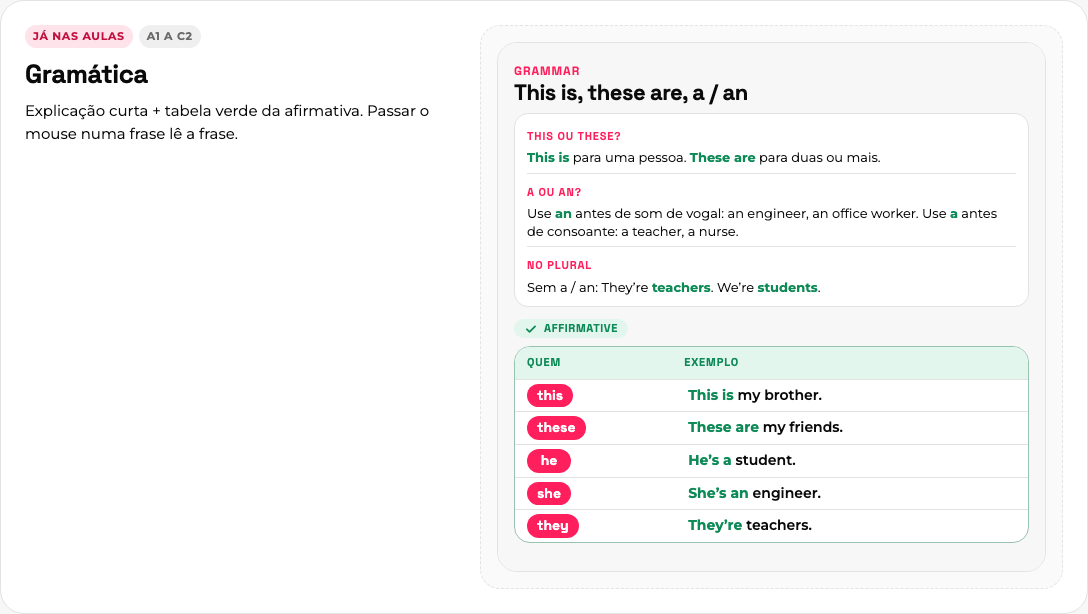 JÁ NAS AULAS
A1 A C2
Gramática
Explicação curta + tabela verde da afirmativa. Passar o
mouse numa frase lê a frase.
GRAMMAR
This is, these are, a / an
THIS OU THESE?
This is para uma pessoa. These are para duas ou mais.
A OU AN?
Use an antes de som de vogal: an engineer, an office worker. Use a antes
de consoante: a teacher, a nurse.
NO PLURAL
Sem a / an: They’re teachers. We’re students.
AFFIRMATIVE
QUEM EXEMPLO
this This is my brother.
these These are my friends.
he He’s a student.
she She’s an engineer.
they They’re teachers.